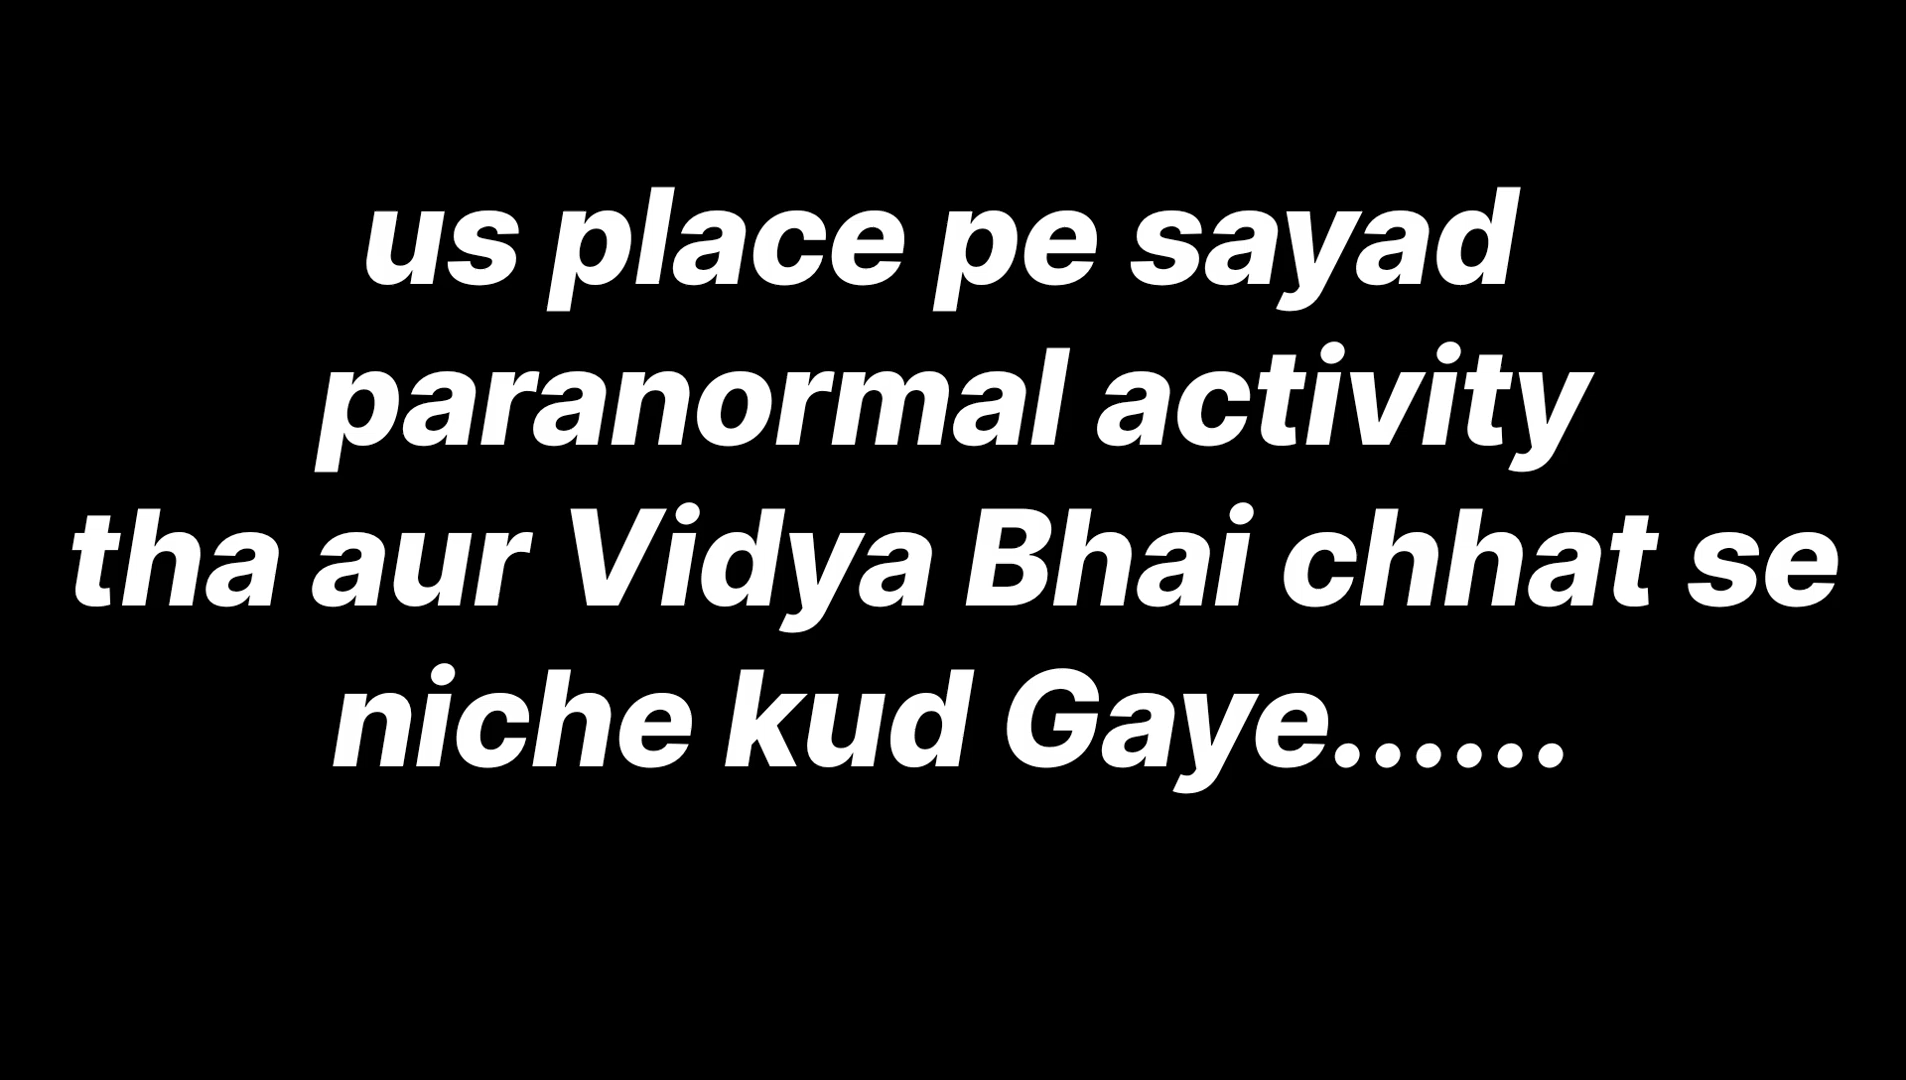 us place pe sayad
paranormal activity
tha aur Vidya Bhai chhat se
niche kud Gaye......